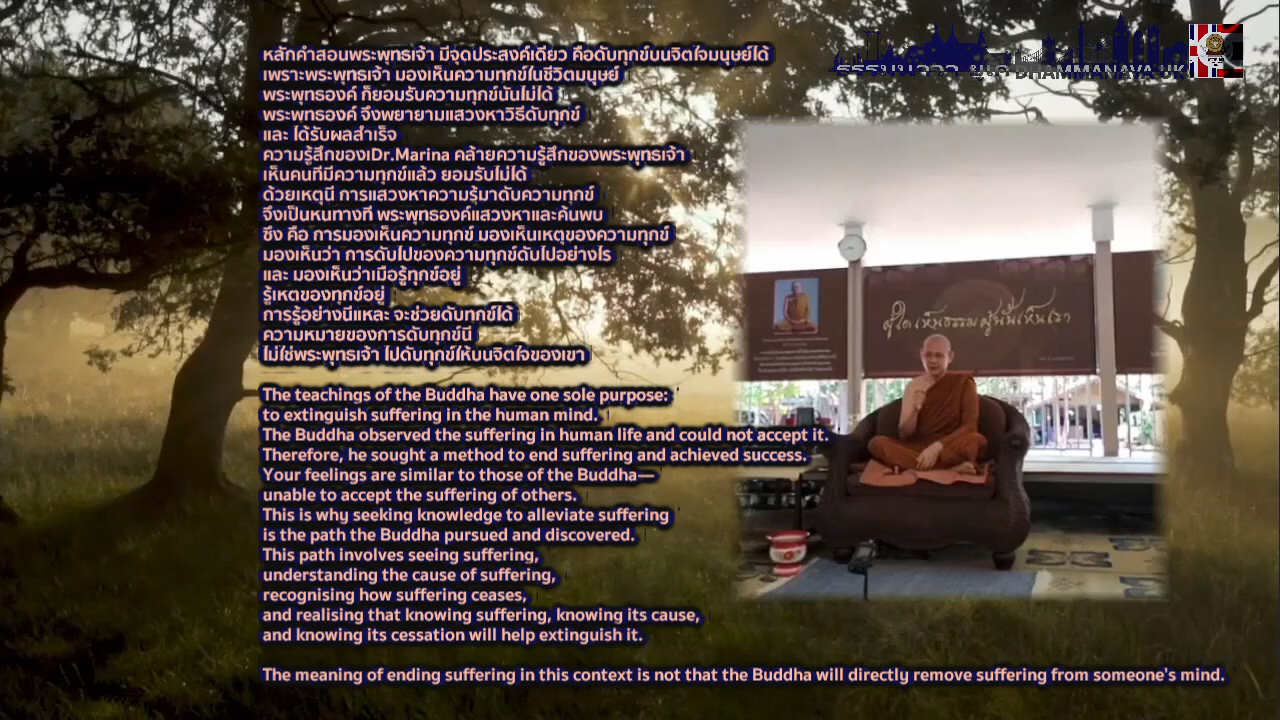 หลักคำสอนพระพุทธเจ้า มีจุดประสงค์เดียว คือดับทุกข์บนจิตใจมนุษย์ได้
เพราะพระพุทธเจ้า มองเห็นความทุกข์ในชีวิตมนุษย์
พระพุทธองค์ ก็ยอมรับความทุกข์นั้นไม่ได้
พระพุทธองค์ จึงพยายามแสวงหาวิธีดับทุกข์
และ ได้รับผลสำเร็จ
ความรู้สึกของDr.Marina คล้ายความรู้สึกของพระพุทธเจ้า
เห็นคนที่มีความทุกข์แล้ว ยอมรับไม่ได้
ด้วยเหตุนี้ การแสวงหาความรู้มาดับความทุกข์
จึงเป็นหนทางที่ พระพุทธองค์แสวงหาและค้นพบ
ซึ่ง คือ การมองเห็นความทุกข์ มองเห็นเหตุของความทุกข์
มองเห็นว่า การดับไปของความทุกข์ดับไปอย่างไร
และ มองเห็นว่าเมื่อรู้ทุกข์อยู่
รู้เหตุของทุกข์อยู่
การรู้อย่างนี้แหละ จะช่วยดับทุกข์ได้
ความหมายของการดับทุกข์นี้
ไม่ใช่พระพุทธเจ้า ไปดับทุกข์ให้บนจิตใจของเขา
The teachings of the Buddha have one sole purpose:
to extinguish suffering in the human mind.
The Buddha observed the suffering in human life and could not accept it.
Therefore, he sought a method to end suffering and achieved success.
Your feelings are similar to those of the Buddha—
unable to accept the suffering of others.
This is why seeking knowledge to alleviate suffering
is the path the Buddha pursued and discovered.
This path involves seeing suffering,
understanding the cause of suffering,
recognising how suffering ceases,
and realising that knowing suffering, knowing its cause,
and knowing its cessation will help extinguish it.
The meaning of ending suffering in this context is not that the Buddha will directly remove suffering from someone's mind.
ธรรมนาวา ยูเค DHAMMANAVA UK
ผู้ใดเห็นธรรม ผู้นั้นเห็นเรา